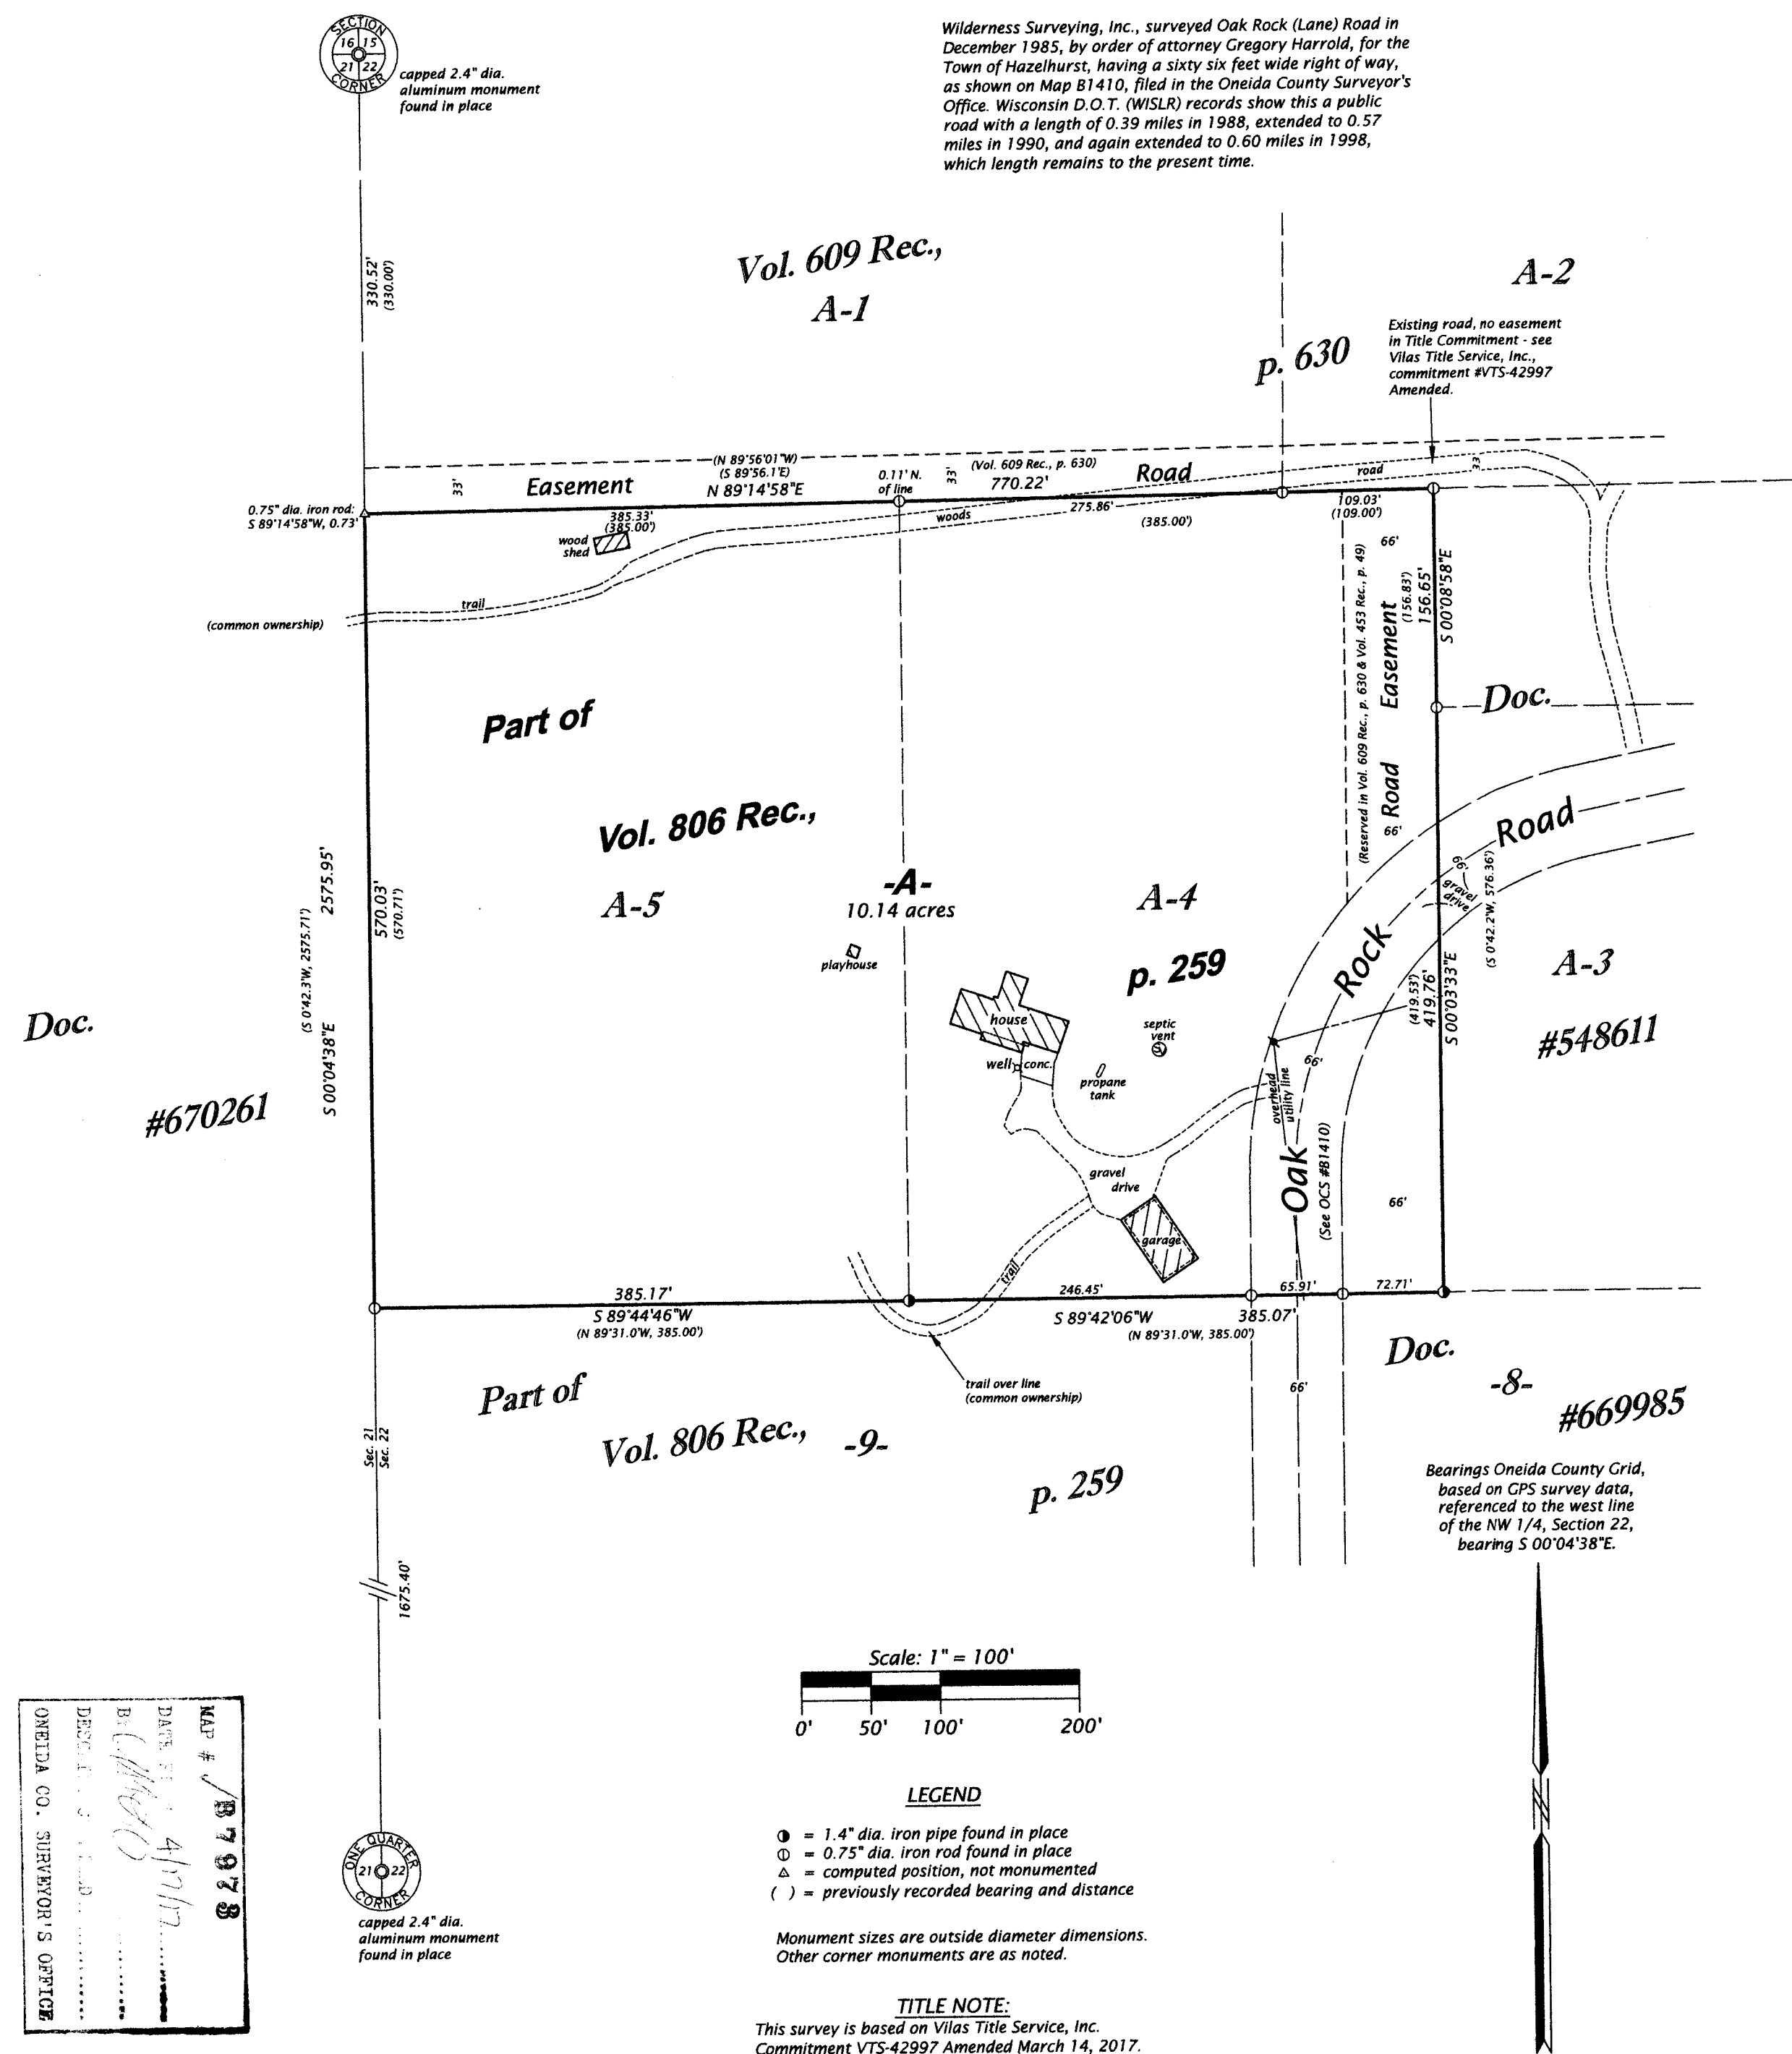 SECTION
16 15
21 22
CORNER
capped 2.4" dia.
aluminum monument
found in place
Wilderness Surveying, Inc., surveyed Oak Rock (Lane) Road in
December 1985, by order of attorney Gregory Harrold, for the
Town of Hazelhurst, having a sixty six feet wide right of way,
as shown on Map B1410, filed in the Oneida County Surveyor's
Office. Wisconsin D.O.T. (WISLR) records show this a public
road with a length of 0.39 miles in 1988, extended to 0.57
miles in 1990, and again extended to 0.60 miles in 1998,
which length remains to the present time.
330.52'
(330.00')
Vol. 609 Rec.,
A-1
p. 630
A-2
Existing road, no easement
in Title Commitment - see
Vilas Title Service, Inc.,
commitment #VTS-42997
Amended.
(N 89°56'01"W)
(S 89°56.1'E)
N 89°14'58"E
33'
Easement
0.11' N.
of line
33'
(Vol. 609 Rec., p. 630)
770.22'
Road
road
33'
0.75" dia. iron rod:
S 89°14'58"W, 0.73'
385.33'
(385.00')
woods
275.86'
(385.00')
109.03'
(109.00')
wood
shed
trail
(common ownership)
66'
(Reserved in Vol. 609 Rec., p. 630 & Vol. 453 Rec., p. 49)
Road Easement
66'
(156.83')
156.65'
S 00°08'58"E
Doc.
Part of
Vol. 806 Rec.,
A-5
-A-
10.14 acres
A-4
p. 259
playhouse
house
well
conc.
septic
vent
propane
tank
gravel
drive
garage
trail
overhead
utility line
Oak Rock Road
(See OCS #B1410)
66'
66'
66'
gravel
drive
(S 0°42.2'W, 576.36')
(419.53')
419.76'
S 00°03'33"E
A-3
#548611
Doc.
#670261
(S 0°42.3'W, 2575.71')
S 00°04'38"E 2575.95'
570.03'
(570.71')
385.17'
S 89°44'46"W
(N 89°31.0'W, 385.00')
246.45'
65.91'
72.71'
S 89°42'06"W 385.07'
(N 89°31.0'W, 385.00')
trail over line
(common ownership)
66'
Doc.
-8-
#669985
Part of
Vol. 806 Rec.,
-9-
p. 259
Sec. 21
Sec. 22
1675.40'
Bearings Oneida County Grid,
based on GPS survey data,
referenced to the west line
of the NW 1/4, Section 22,
bearing S 00°04'38"E.
Scale: 1" = 100'
0' 50' 100' 200'
LEGEND
= 1.4" dia. iron pipe found in place
= 0.75" dia. iron rod found in place
= computed position, not monumented
( ) = previously recorded bearing and distance
Monument sizes are outside diameter dimensions.
Other corner monuments are as noted.
TITLE NOTE:
This survey is based on Vilas Title Service, Inc.
Commitment VTS-42997 Amended March 14, 2017.
ONE QUARTER
21 22
CORNER
capped 2.4" dia.
aluminum monument
found in place
MAP # B7978
DATE 4/17/17
ONEIDA CO. SURVEYOR'S OFFICE